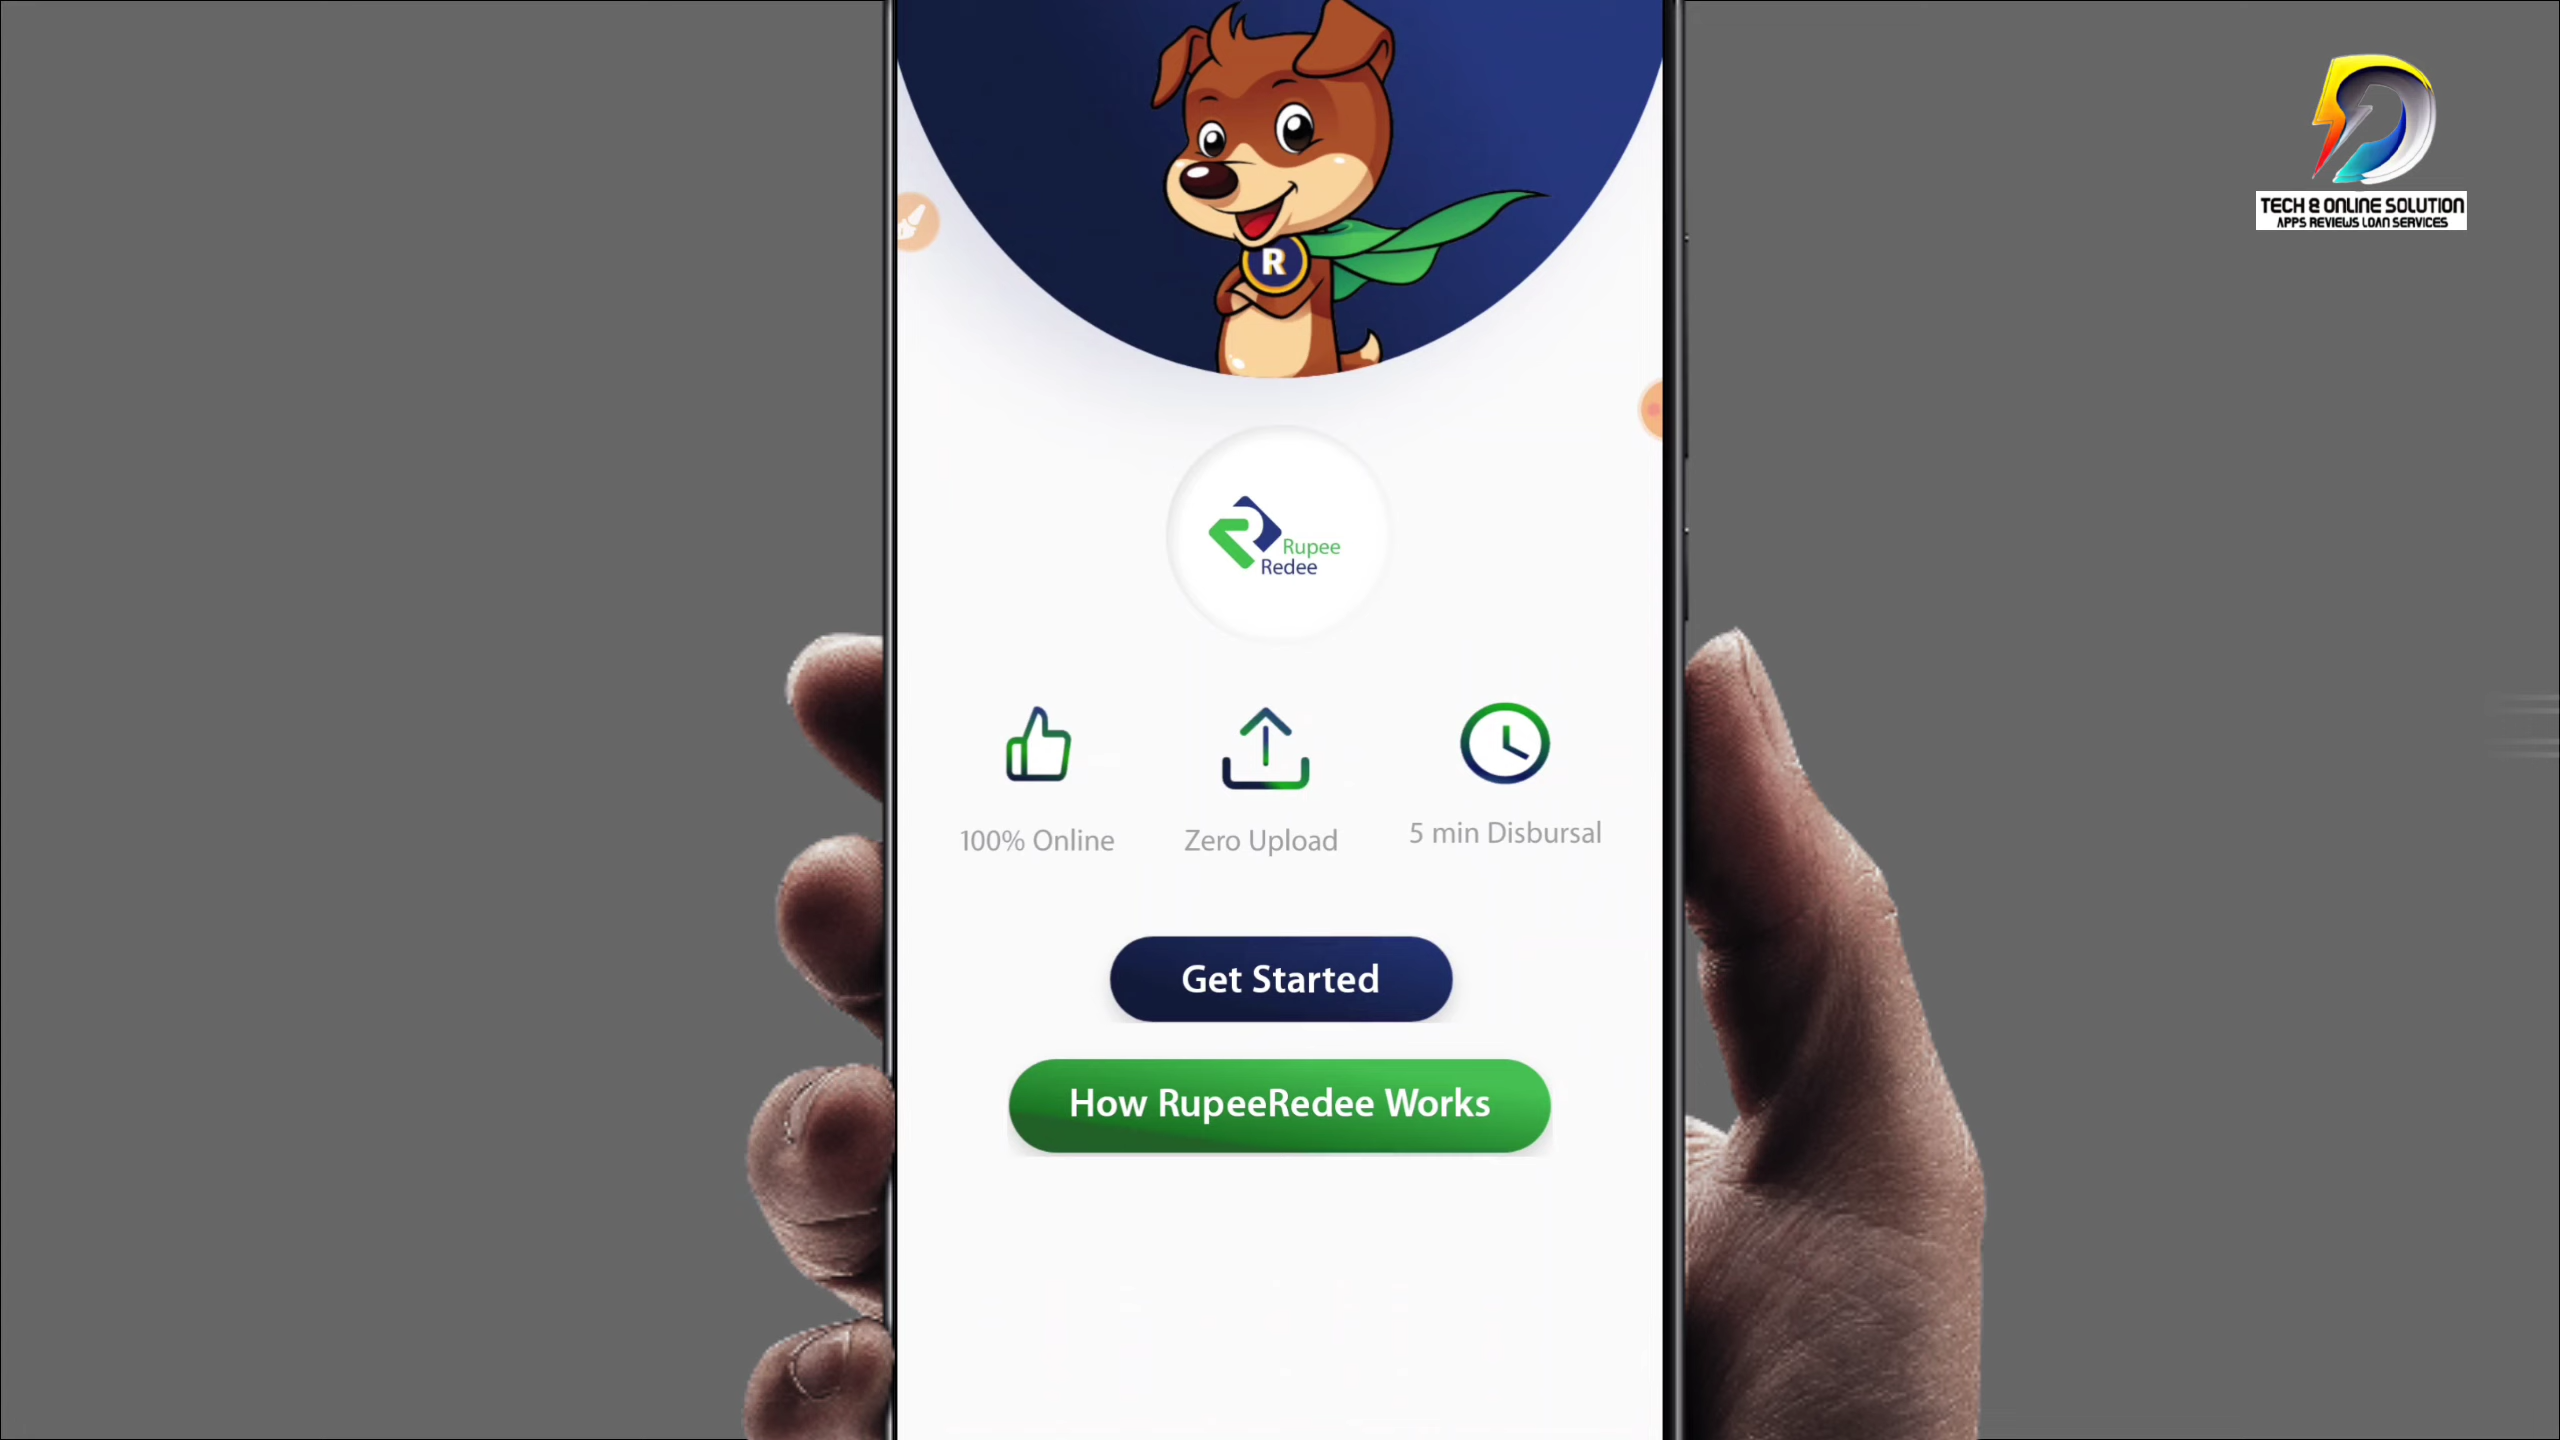 TECH & ONLINE SOLUTION
APPS REVIEWS LOAN SERVICES
R
Rupee
Redee
100% Online
Zero Upload
5 min Disbursal
Get Started
How RupeeRedee Works